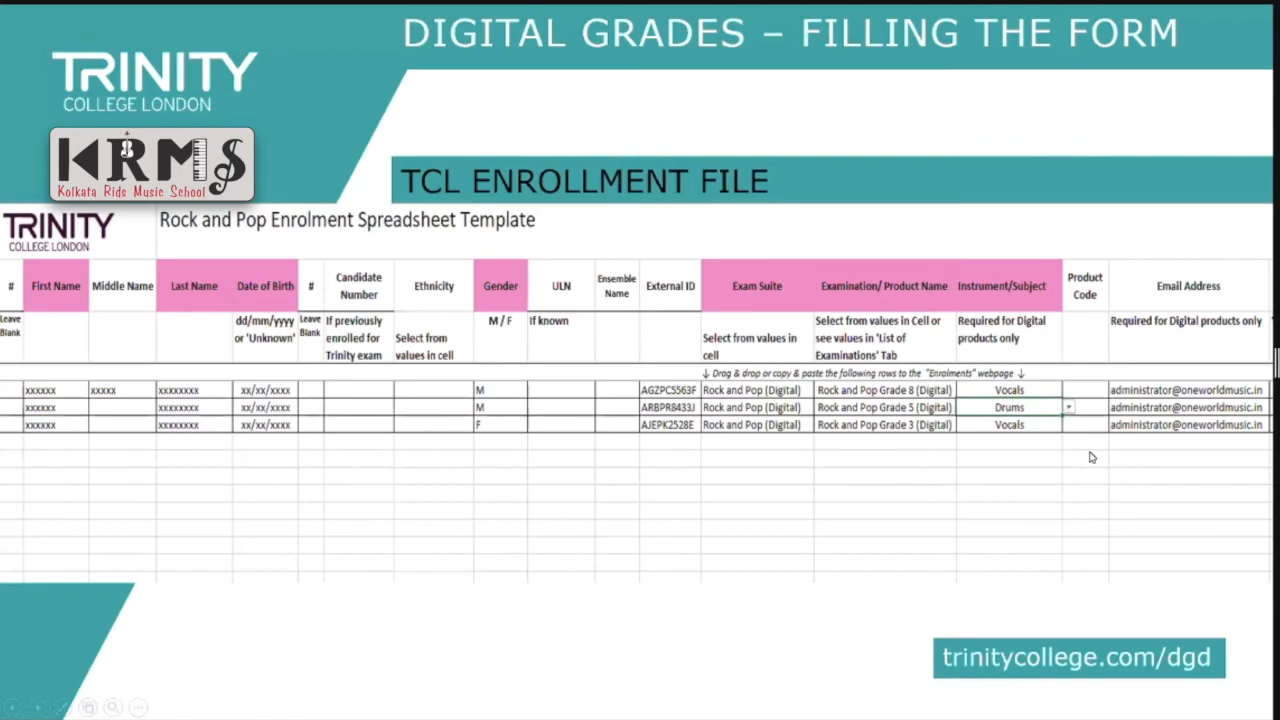 DIGITAL GRADES – FILLING THE FORM
TRINITY
COLLEGE LONDON
KRMS
Kolkata Rids Music School
TCL ENROLLMENT FILE
TRINITY
COLLEGE LONDON
Rock and Pop Enrolment Spreadsheet Template
# First Name Middle Name Last Name Date of Birth # Candidate Number Ethnicity Gender ULN Ensemble Name External ID Exam Suite Examination/ Product Name Instrument/Subject Product Code Email Address
Leave Blank dd/mm/yyyy or 'Unknown' Leave Blank If previously enrolled for Trinity exam Select from values in cell M / F If known Select from values in cell Select from values in Cell or see values in 'List of Examinations' Tab Required for Digital products only Required for Digital products only
↓ Drag & drop or copy & paste the following rows to the "Enrolments" webpage ↓
xxxxxx xxxxx xxxxxxxx xx/xx/xxxx M AGZPC5563F Rock and Pop (Digital) Rock and Pop Grade 8 (Digital) Vocals administrator@oneworldmusic.in
xxxxxx xxxxxxxx xx/xx/xxxx M ARBPR8433J Rock and Pop (Digital) Rock and Pop Grade 5 (Digital) Drums administrator@oneworldmusic.in
xxxxxx xxxxxxxx xx/xx/xxxx F AJEPK2528E Rock and Pop (Digital) Rock and Pop Grade 3 (Digital) Vocals administrator@oneworldmusic.in
trinitycollege.com/dgd